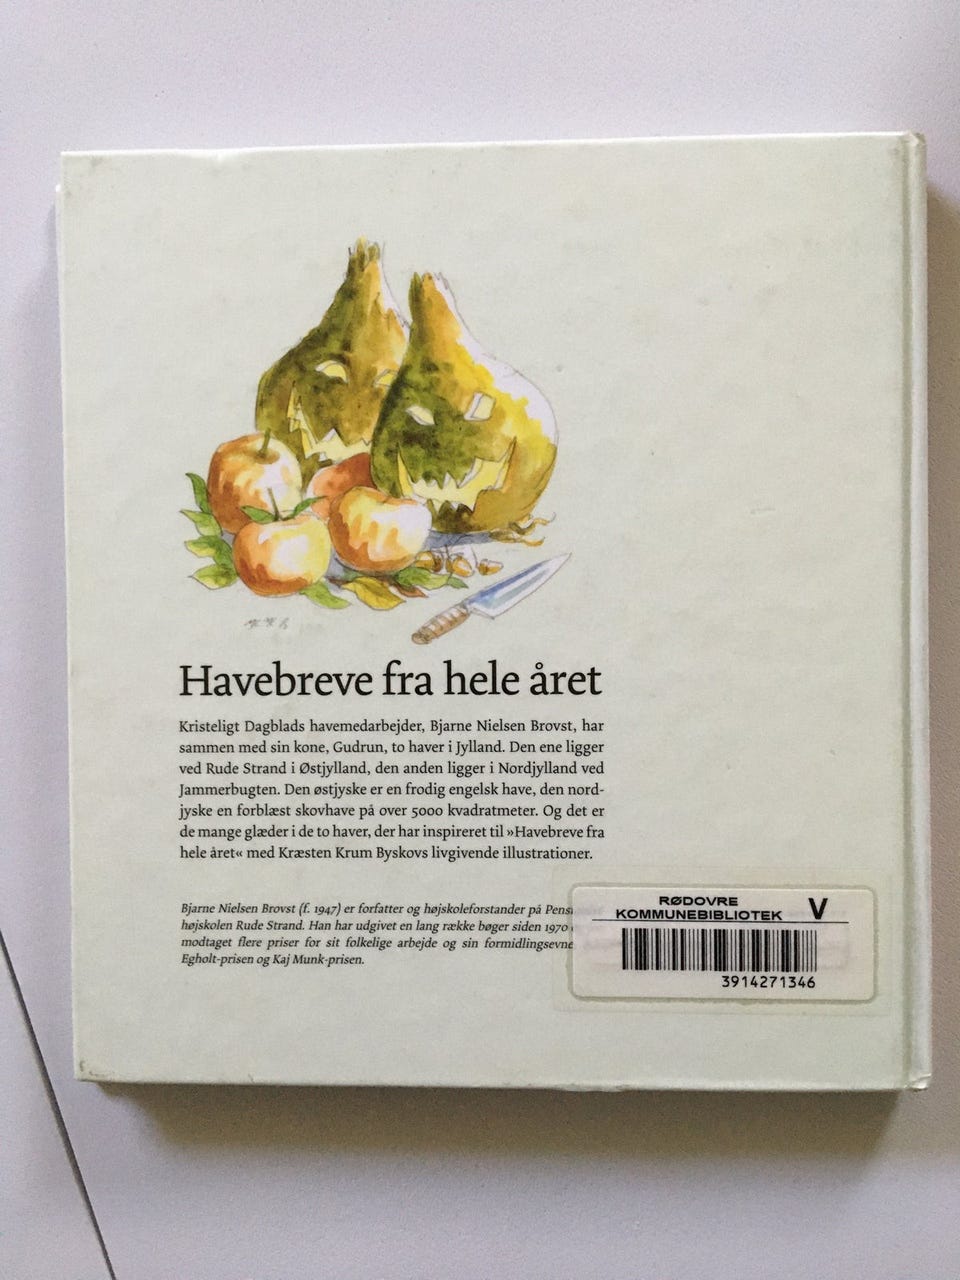 Havebreve fra hele året
Kristeligt Dagblads havemedarbejder, Bjarne Nielsen Brovst, har
sammen med sin kone, Gudrun, to haver i Jylland. Den ene ligger
ved Rude Strand i Østjylland, den anden ligger i Nordjylland ved
Jammerbugten. Den østjyske er en frodig engelsk have, den nord-
jyske en forblæst skovhave på over 5000 kvadratmeter. Og det er
de mange glæder i de to haver, der har inspireret til »Havebreve fra
hele året« med Kræsten Krum Byskovs livgivende illustrationer.
Bjarne Nielsen Brovst (f. 1947) er forfatter og højskoleforstander på
højskolen Rude Strand. Han har udgivet en lang række bøger siden 1970
modtaget flere priser for sit folkelige arbejde og sin formidlingsevne
Egholt-prisen og Kaj Munk-prisen.
RØDOVRE
KOMMUNEBIBLIOTEK V
3914271346